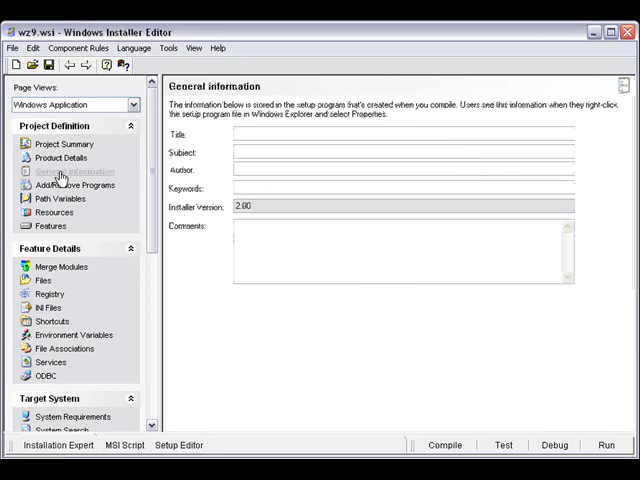 wz9.wsi - Windows Installer Editor
File Edit Component Rules Language Tools View Help
Page Views:
Windows Application
Project Definition
Project Summary
Product Details
General Information
Add/Remove Programs
Path Variables
Resources
Features
Feature Details
Merge Modules
Files
Registry
INI Files
Shortcuts
Environment Variables
File Associations
Services
ODBC
Target System
System Requirements
System Search
General Information
The information below is stored in the setup program that's created when you compile. Users see this information when they right-click
the setup program file in Windows Explorer and select Properties.
Title:
Subject:
Author:
Keywords:
Installer Version: 2.00
Comments:
Installation Expert MSI Script Setup Editor Compile Test Debug Run